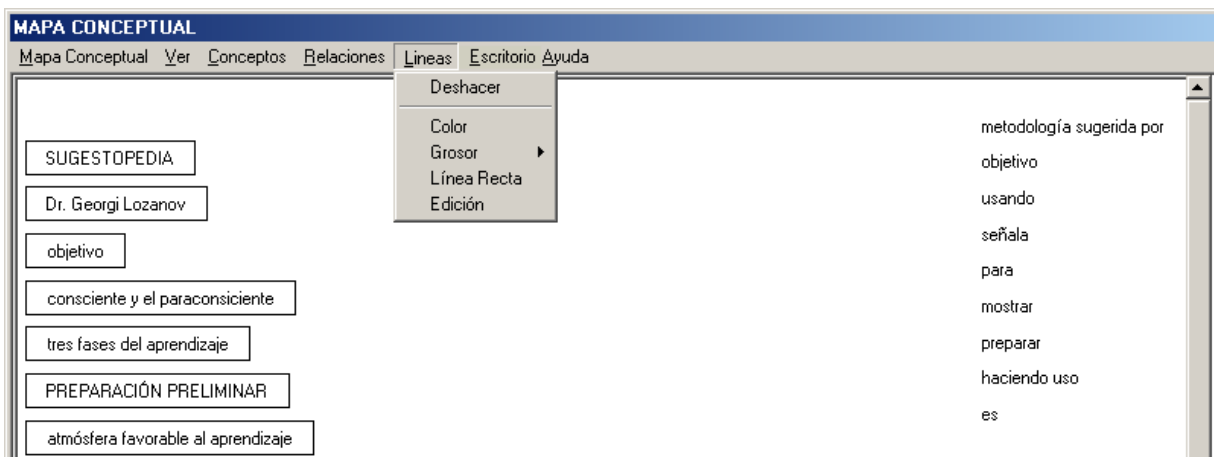 MAPA CONCEPTUAL
Mapa Conceptual Ver Conceptos Relaciones Lineas Escritorio Ayuda
Deshacer
Color
Grosor
Línea Recta
Edición
SUGESTOPEDIA
Dr. Georgi Lozanov
objetivo
consciente y el paraconsiciente
tres fases del aprendizaje
PREPARACIÓN PRELIMINAR
atmósfera favorable al aprendizaje
metodología sugerida por
objetivo
usando
señala
para
mostrar
preparar
haciendo uso
es